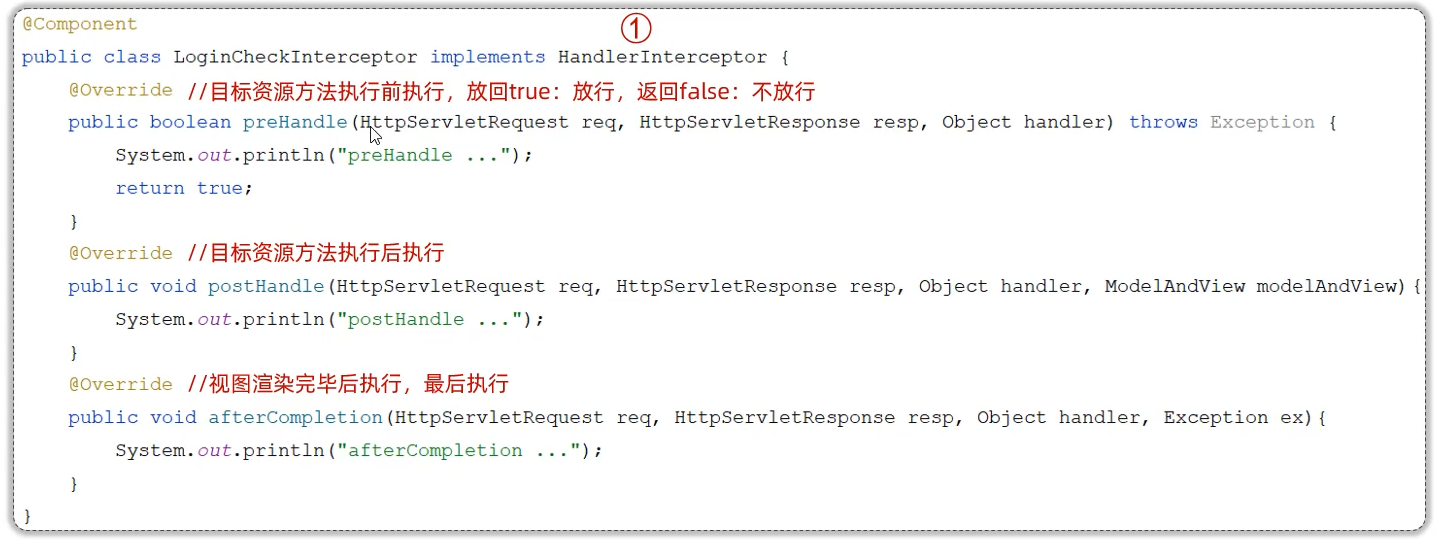 ①
@Component
public class LoginCheckInterceptor implements HandlerInterceptor {
@Override //目标资源方法执行前执行，放回true：放行，返回false：不放行
public boolean preHandle(HttpServletRequest req, HttpServletResponse resp, Object handler) throws Exception {
System.out.println("preHandle ...");
return true;
}
@Override //目标资源方法执行后执行
public void postHandle(HttpServletRequest req, HttpServletResponse resp, Object handler, ModelAndView modelAndView){
System.out.println("postHandle ...");
}
@Override //视图渲染完毕后执行，最后执行
public void afterCompletion(HttpServletRequest req, HttpServletResponse resp, Object handler, Exception ex){
System.out.println("afterCompletion ...");
}
}